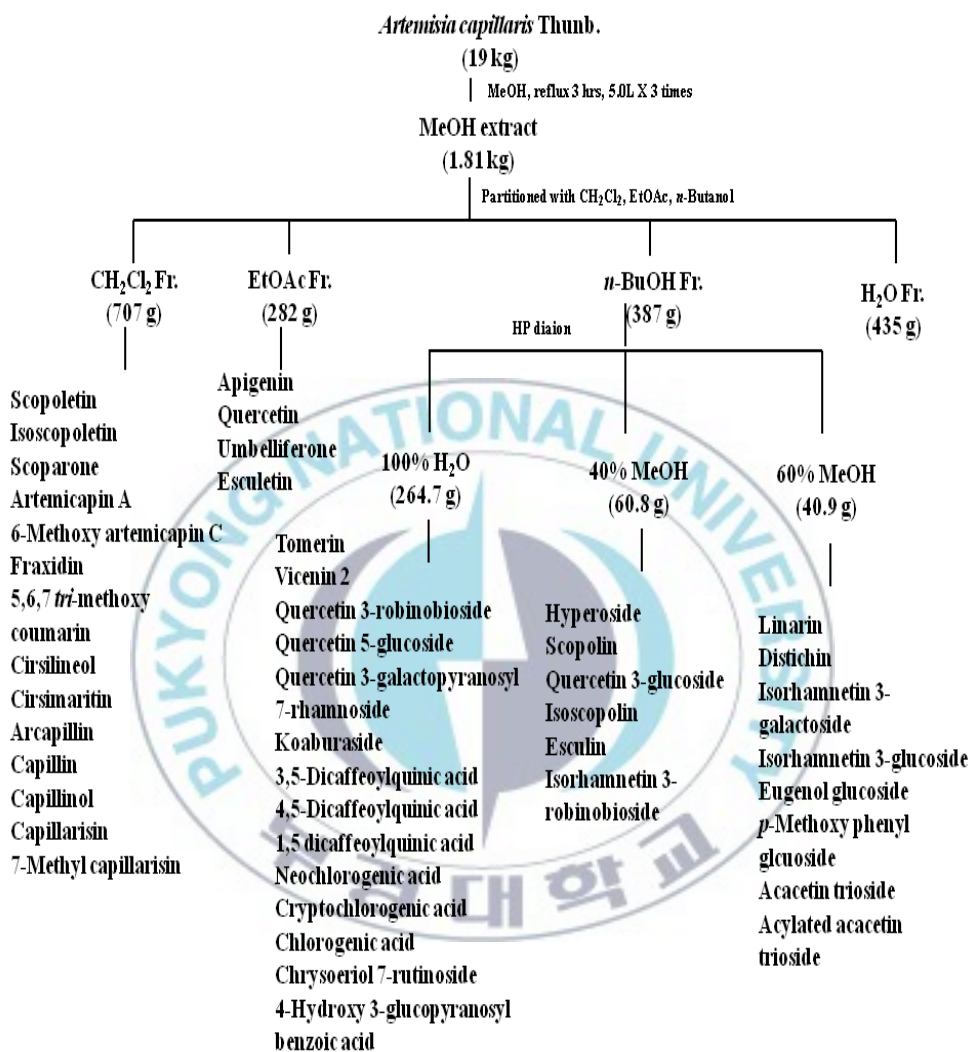 Artemisia capillaris Thunb.
(19 kg)
MeOH, reflux 3 hrs, 5.0L X 3 times
MeOH extract
(1.81 kg)
Partitioned with CH₂Cl₂, EtOAc, n-Butanol
CH₂Cl₂ Fr.
(707 g)
EtOAc Fr.
(282 g)
n-BuOH Fr.
(387 g)
H₂O Fr.
(435 g)
HP diaion
Scopoletin
Isoscopoletin
Scoparone
Artemicapin A
6-Methoxy artemicapin C
Fraxidin
5,6,7 tri-methoxy
coumarin
Cirsilineol
Cirsimaritin
Arcapillin
Capillin
Capillinol
Capillarisin
7-Methyl capillarisin
Apigenin
Quercetin
Umbelliferone
Esculetin
100% H₂O
(264.7 g)
Tomerin
Vicenin 2
Quercetin 3-robinobioside
Quercetin 5-glucoside
Quercetin 3-galactopyranosyl
7-rhamnoside
Koaburaside
3,5-Dicaffeoylquinic acid
4,5-Dicaffeoylquinic acid
1,5 dicaffeoylquinic acid
Neochlorogenic acid
Cryptochlorogenic acid
Chlorogenic acid
Chrysoeriol 7-rutinoside
4-Hydroxy 3-glucopyranosyl
benzoic acid
40% MeOH
(60.8 g)
Hyperoside
Scopolin
Quercetin 3-glucoside
Isoscopolin
Esculin
Isorhamnetin 3-
robinobioside
60% MeOH
(40.9 g)
Linarin
Distichin
Isorhamnetin 3-
galactoside
Isorhamnetin 3-glucoside
Eugenol glucoside
p-Methoxy phenyl
glcuoside
Acacetin trioside
Acylated acacetin
trioside
PUKYONG NATIONAL UNIVERSITY
부경대학교